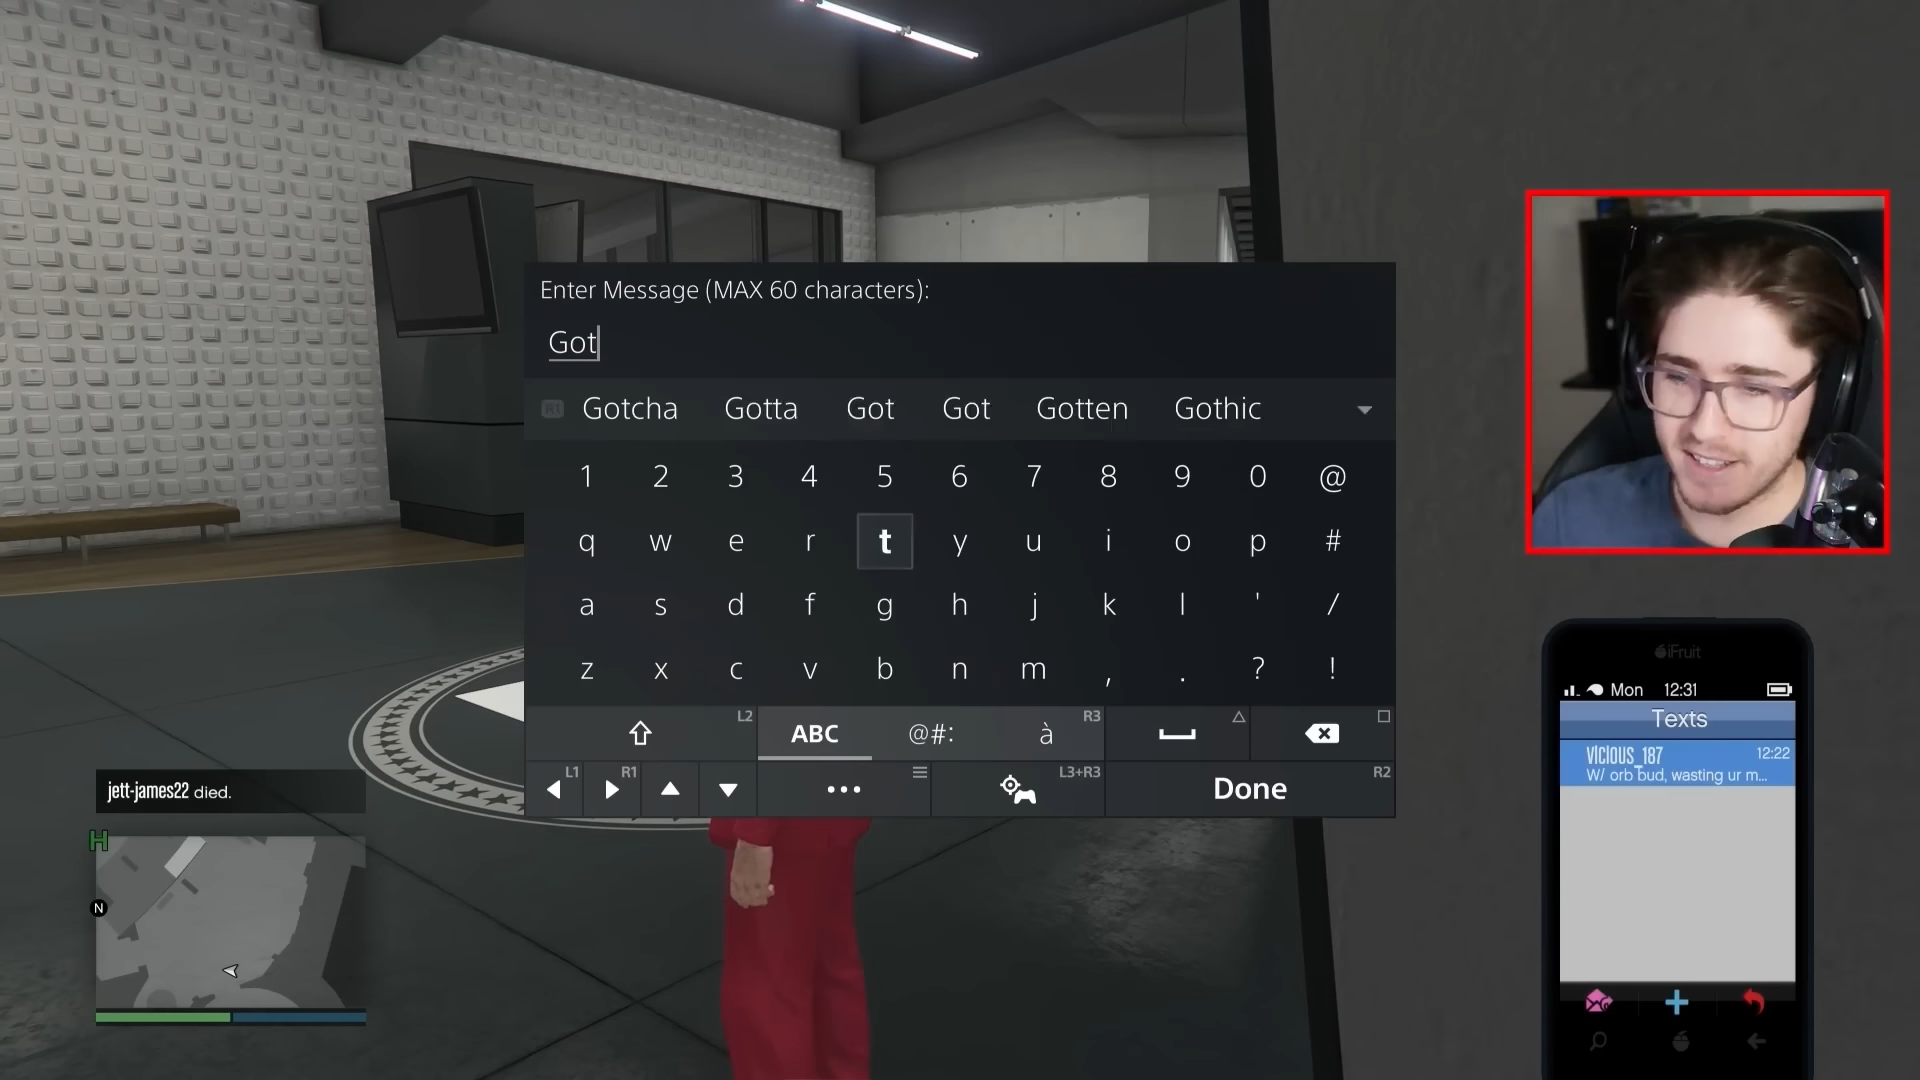 Enter Message (MAX 60 characters):
Got
R1 Gotcha Gotta Got Got Gotten Gothic
1 2 3 4 5 6 7 8 9 0 @
q w e r t y u i o p #
a s d f g h j k l ' /
z x c v b n m , . ? !
L2 ABC @#: à R3
L1 R1 ••• L3+R3 Done R2
jett-james22 died.
H
N
iFruit
Mon 12:31
Texts
VICIOUS_187 12:22
W/ orb bud, wasting ur m...